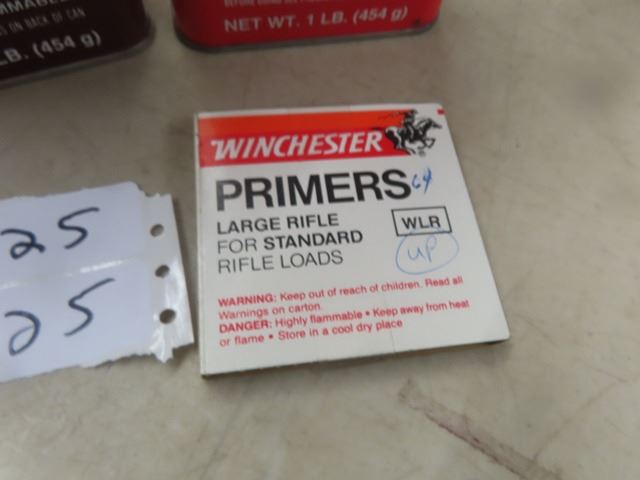 LB. (454 g)
NET WT. 1 LB. (454 g)
WINCHESTER
PRIMERS 64
LARGE RIFLE
FOR STANDARD
RIFLE LOADS
WLR
UP
WARNING: Keep out of reach of children. Read all
Warnings on carton.
DANGER: Highly flammable • Keep away from heat
or flame • Store in a cool dry place
25
25